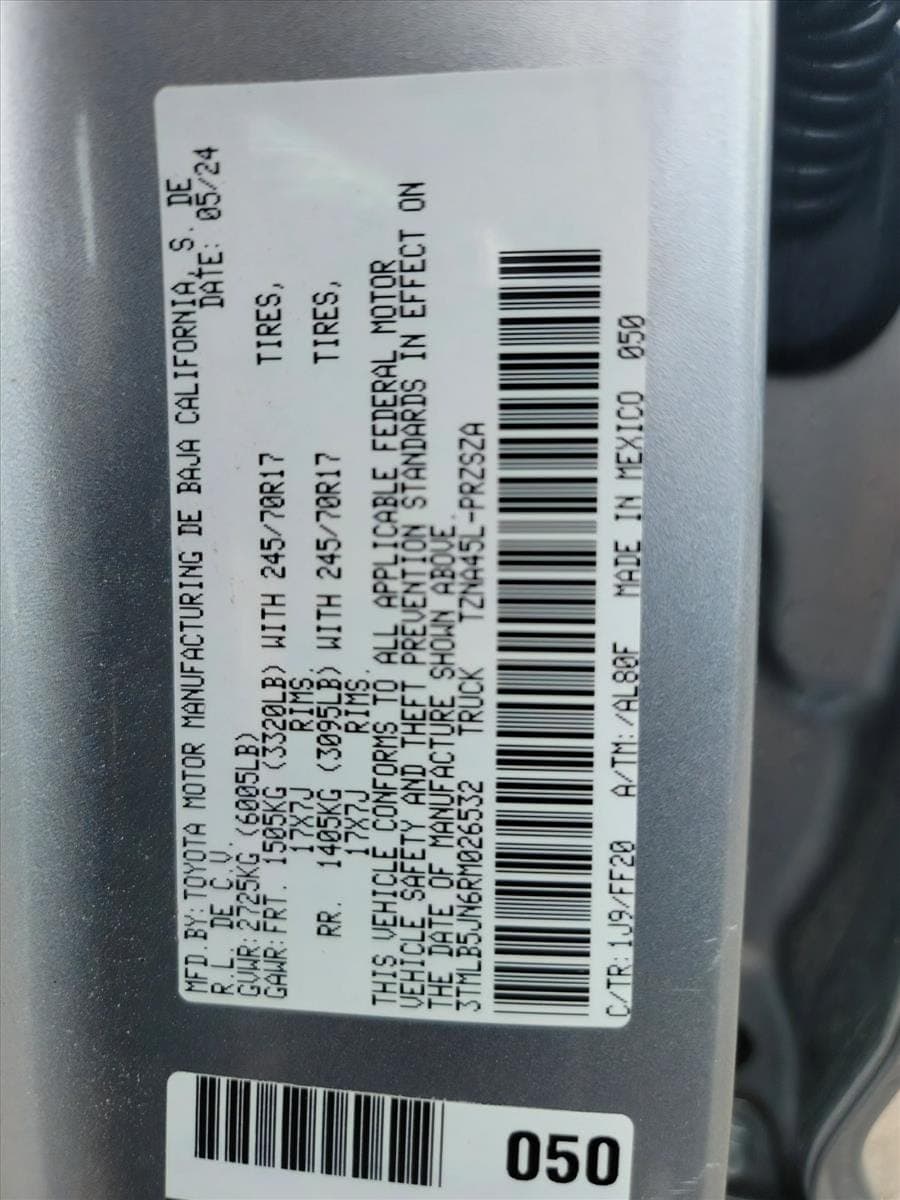 MFD BY: TOYOTA MOTOR MANUFACTURING DE BAJA CALIFORNIA, S. DE
R.L. DE C.V. DATE: 05/24
GVWR: 2725KG (6005LB)
GAWR: FRT. 1505KG (3320LB) WITH 245/70R17 TIRES,
17X7J RIMS.
RR. 1405KG (3095LB) WITH 245/70R17 TIRES,
17X7J RIMS.
THIS VEHICLE CONFORMS TO ALL APPLICABLE FEDERAL MOTOR
VEHICLE SAFETY AND THEFT PREVENTION STANDARDS IN EFFECT ON
THE DATE OF MANUFACTURE SHOWN ABOVE.
3TMLB5JN6RM026532 TRUCK TZNA45L-PRZSZA
C/TR: 1J9/FF20 A/TM: /AL80F MADE IN MEXICO 050
050